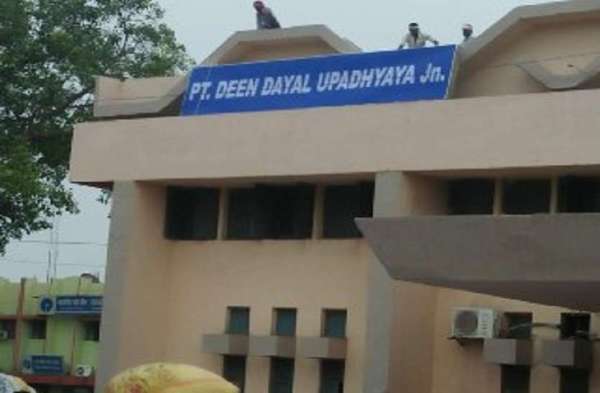 PT. DEEN DAYAL UPADHYAYA Jn.